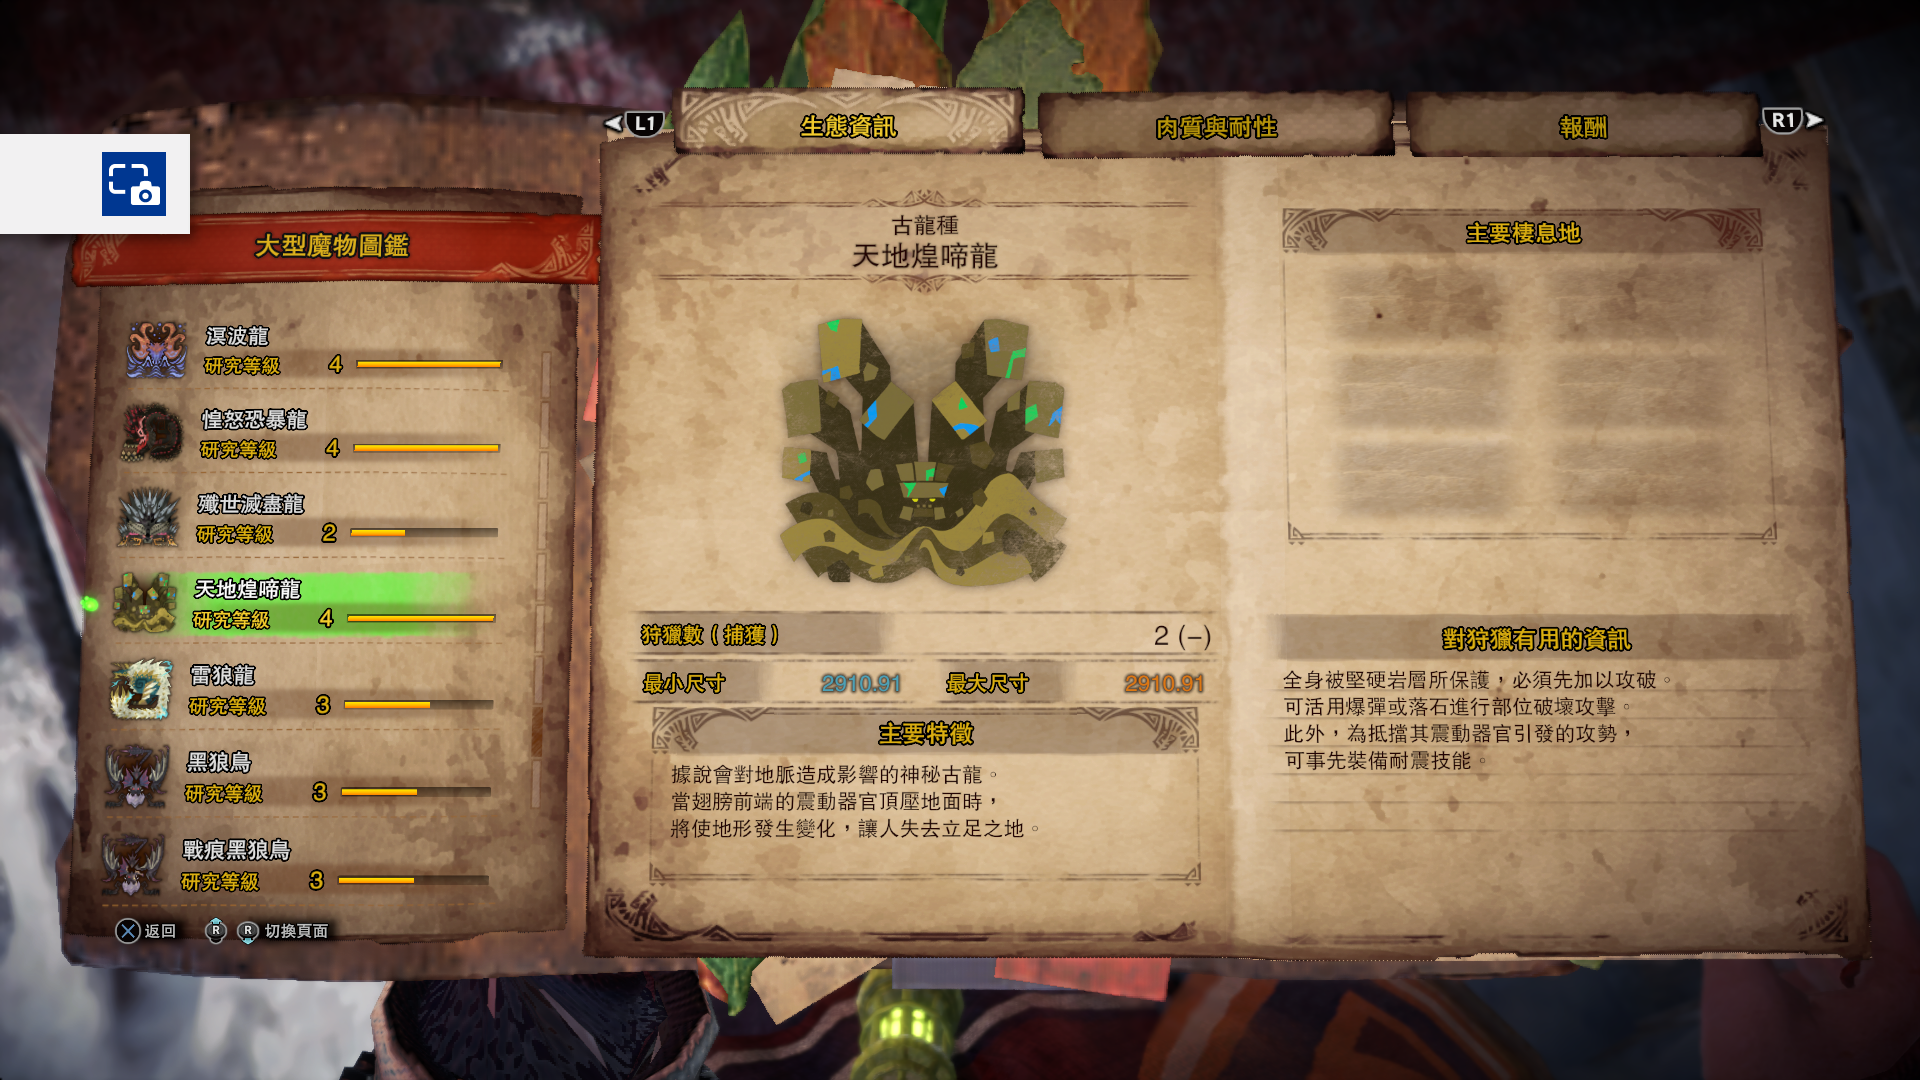 L1
生態資訊
肉質與耐性
報酬
R1
大型魔物圖鑑
溟波龍
研究等級 4
惶怒恐暴龍
研究等級 4
殲世滅盡龍
研究等級 2
天地煌啼龍
研究等級 4
雷狼龍
研究等級 3
黑狼鳥
研究等級 3
戰痕黑狼鳥
研究等級 3
返回
R R 切換頁面
古龍種
天地煌啼龍
狩獵數(捕獲) 2 (–)
最小尺寸 2910.91 最大尺寸 2910.91
主要特徵
據說會對地脈造成影響的神秘古龍。
當翅膀前端的震動器官頂壓地面時，
將使地形發生變化，讓人失去立足之地。
主要棲息地
對狩獵有用的資訊
全身被堅硬岩層所保護，必須先加以攻破。
可活用爆彈或落石進行部位破壞攻擊。
此外，為抵擋其震動器官引發的攻勢，
可事先裝備耐震技能。